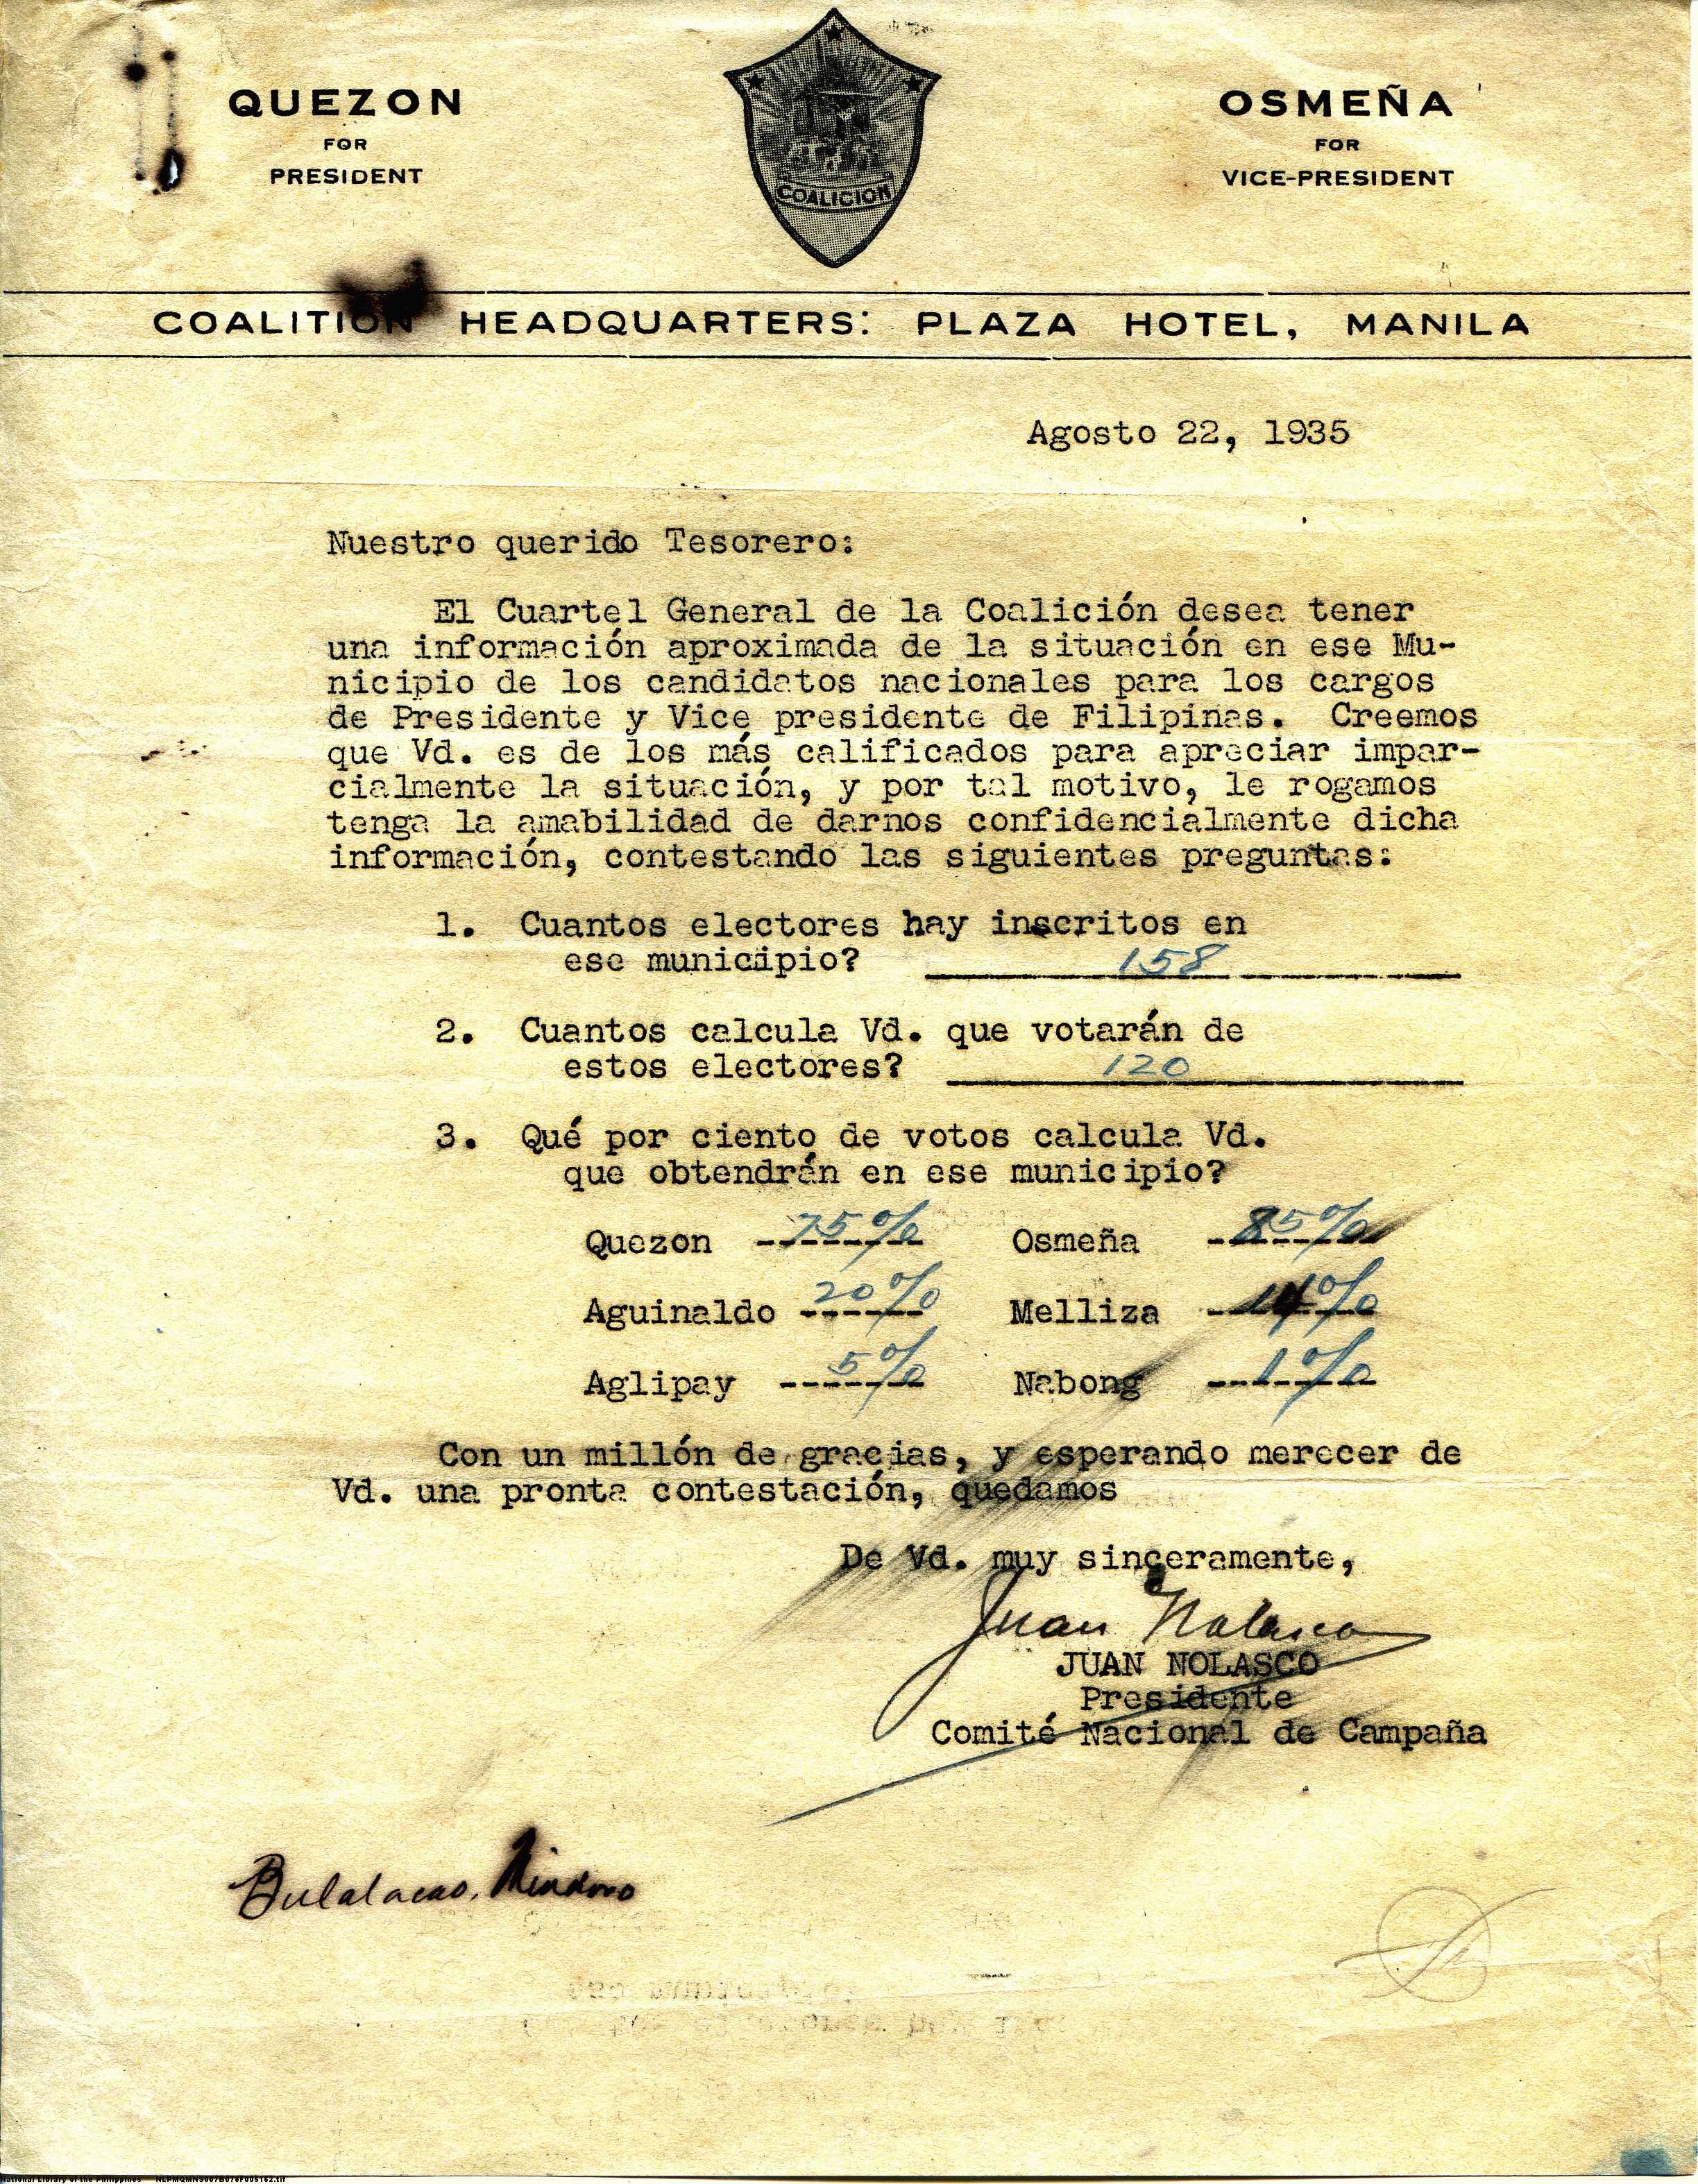 QUEZON
FOR
PRESIDENT
COALICION
OSMEÑA
FOR
VICE-PRESIDENT
COALITION HEADQUARTERS: PLAZA HOTEL, MANILA
Agosto 22, 1935
Nuestro querido Tesorero:
El Cuartel General de la Coalición desea tener
una información aproximada de la situación en ese Mu-
nicipio de los candidatos nacionales para los cargos
de Presidente y Vice presidente de Filipinas. Creemos
que Vd. es de los más calificados para apreciar impar-
cialmente la situación, y por tal motivo, le rogamos
tenga la amabilidad de darnos confidencialmente dicha
información, contestando las siguientes preguntas:
1. Cuantos electores hay inscritos en
ese municipio? 158
2. Cuantos calcula Vd. que votarán de
estos electores? 120
3. Qué por ciento de votos calcula Vd.
que obtendrán en ese municipio?
Quezon 75% Osmeña 85%
Aguinaldo 20% Melliza 14%
Aglipay 5% Nabong 1%
Con un millón de gracias, y esperando merecer de
Vd. una pronta contestación, quedamos
De Vd. muy sinceramente,
Juan Nolasco
JUAN NOLASCO
Presidente
Comité Nacional de Campaña
Bulalacao, Mindoro